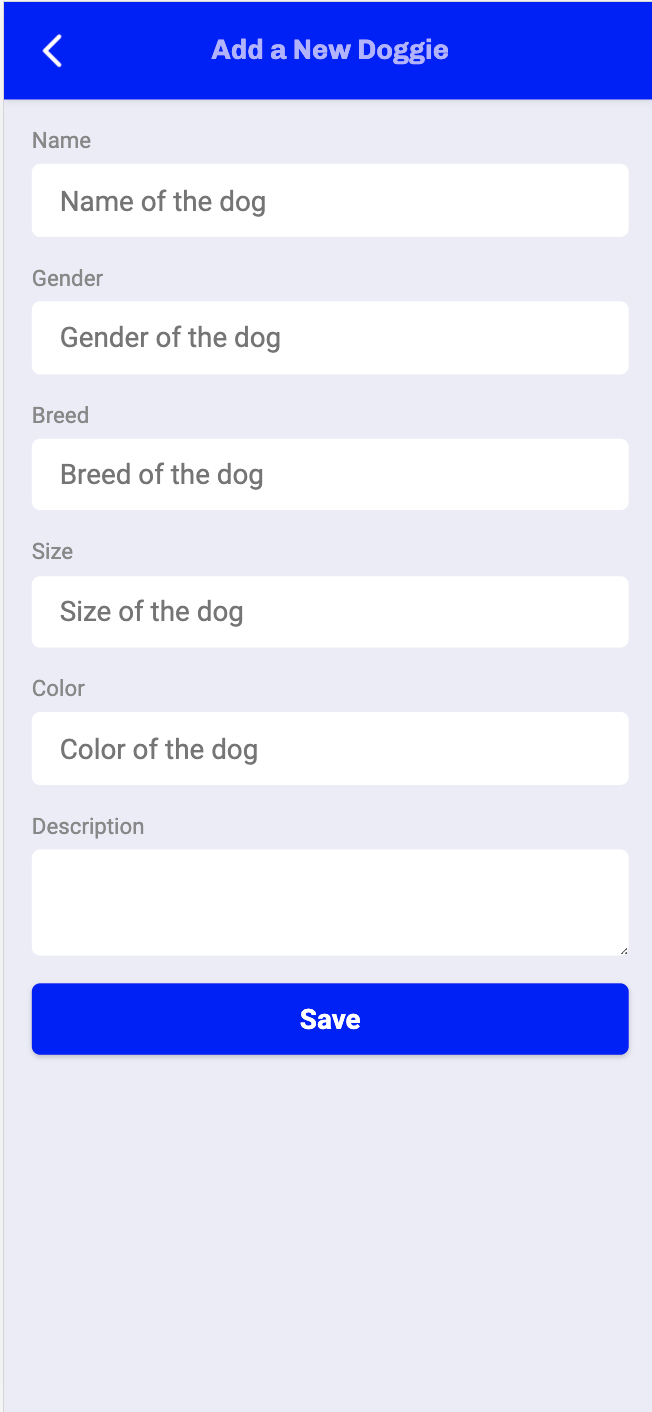 Add a New Doggie
Name
Name of the dog
Gender
Gender of the dog
Breed
Breed of the dog
Size
Size of the dog
Color
Color of the dog
Description
Save